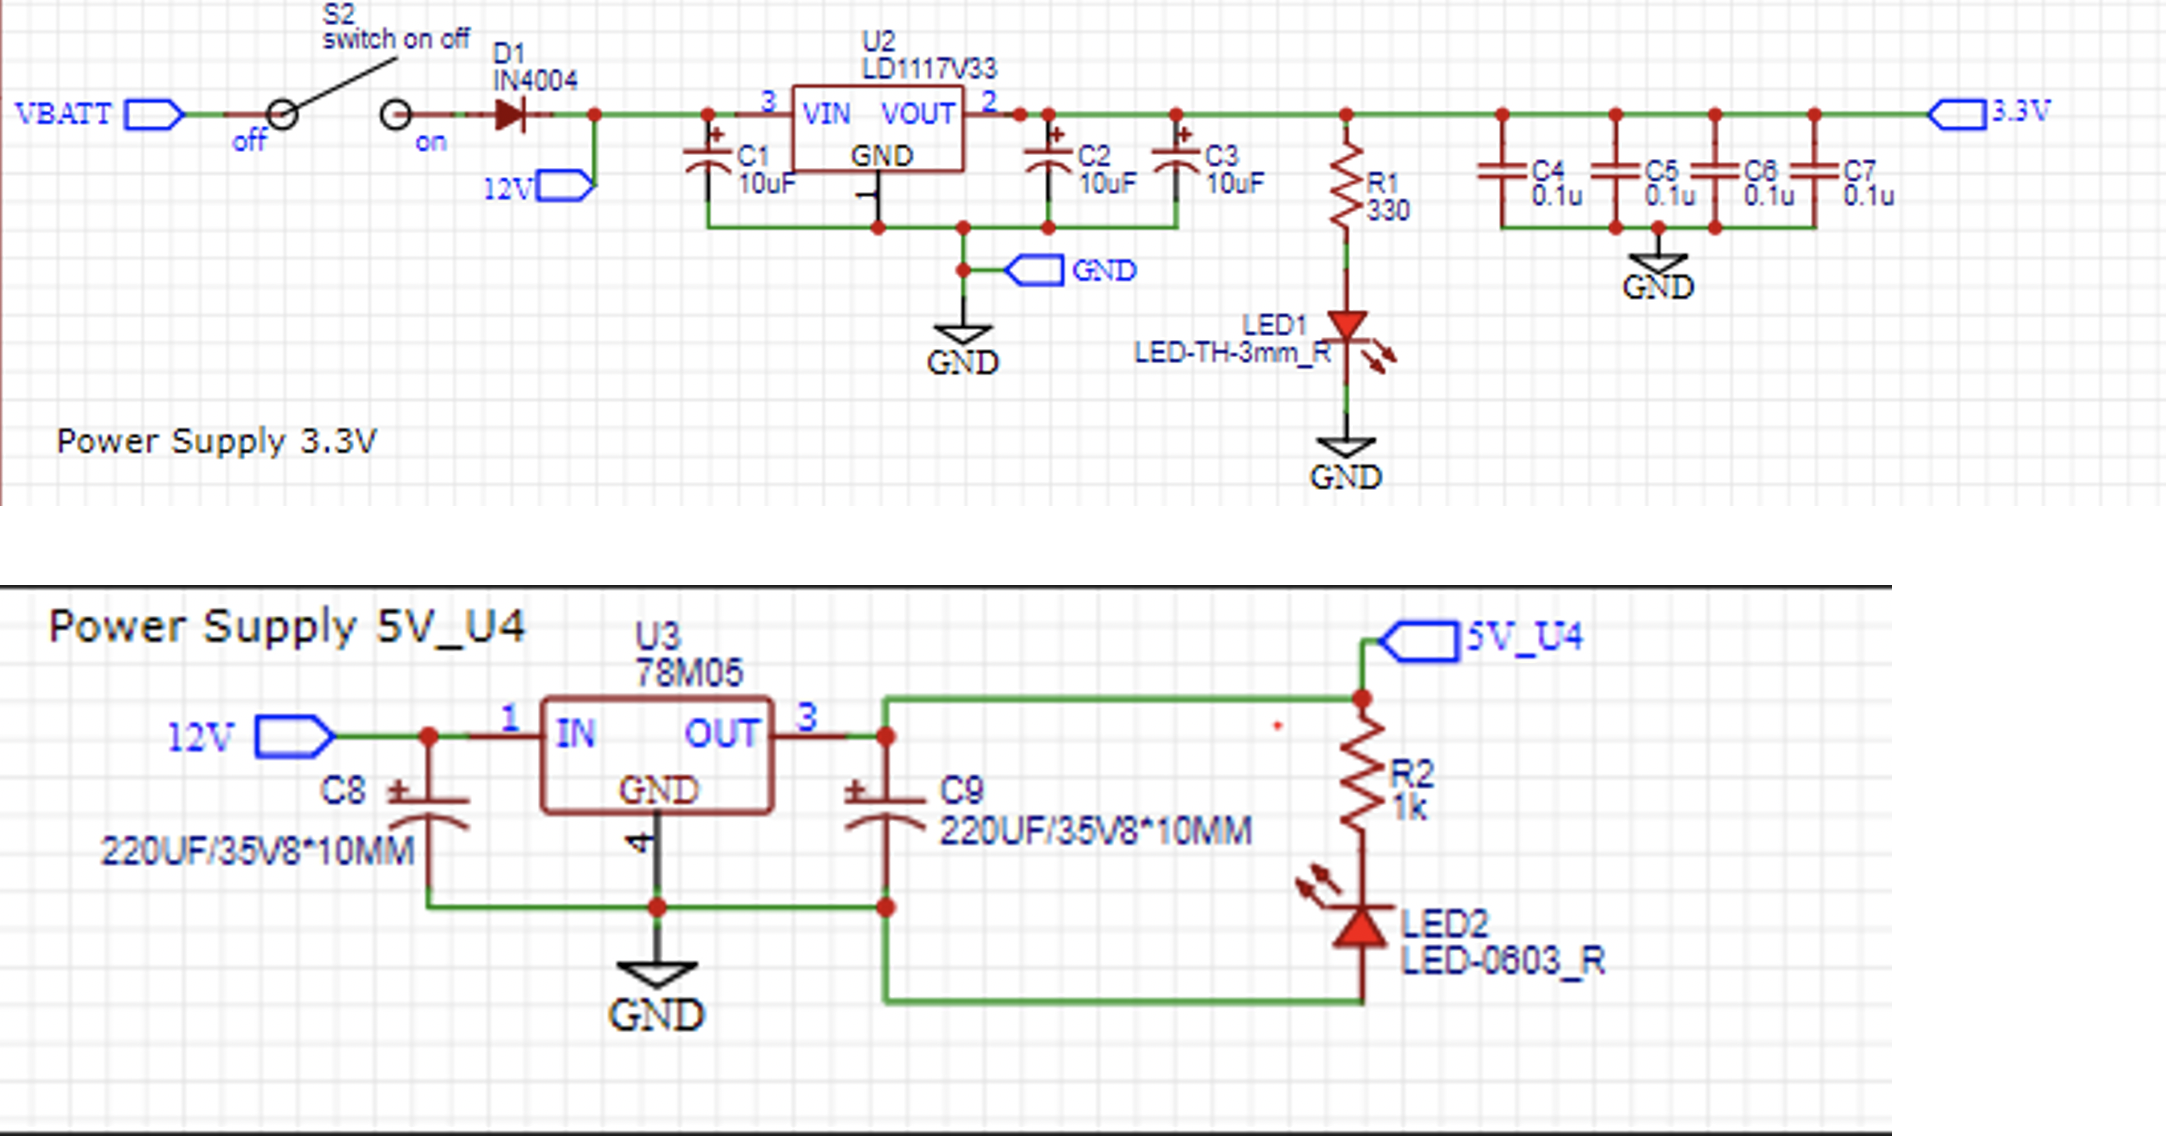 S2
switch on off
D1
IN4004
U2
LD1117V33
VBATT
off
on
3
VIN
VOUT
2
GND
1
3.3V
12V
C1
10uF
C2
10uF
C3
10uF
R1
330
C4
0.1u
C5
0.1u
C6
0.1u
C7
0.1u
GND
GND
GND
LED1
LED-TH-3mm_R
GND
Power Supply 3.3V
Power Supply 5V_U4
U3
78M05
5V_U4
12V
1
IN
OUT
3
GND
4
C8
220UF/35V8*10MM
C9
220UF/35V8*10MM
R2
1k
LED2
LED-0603_R
GND